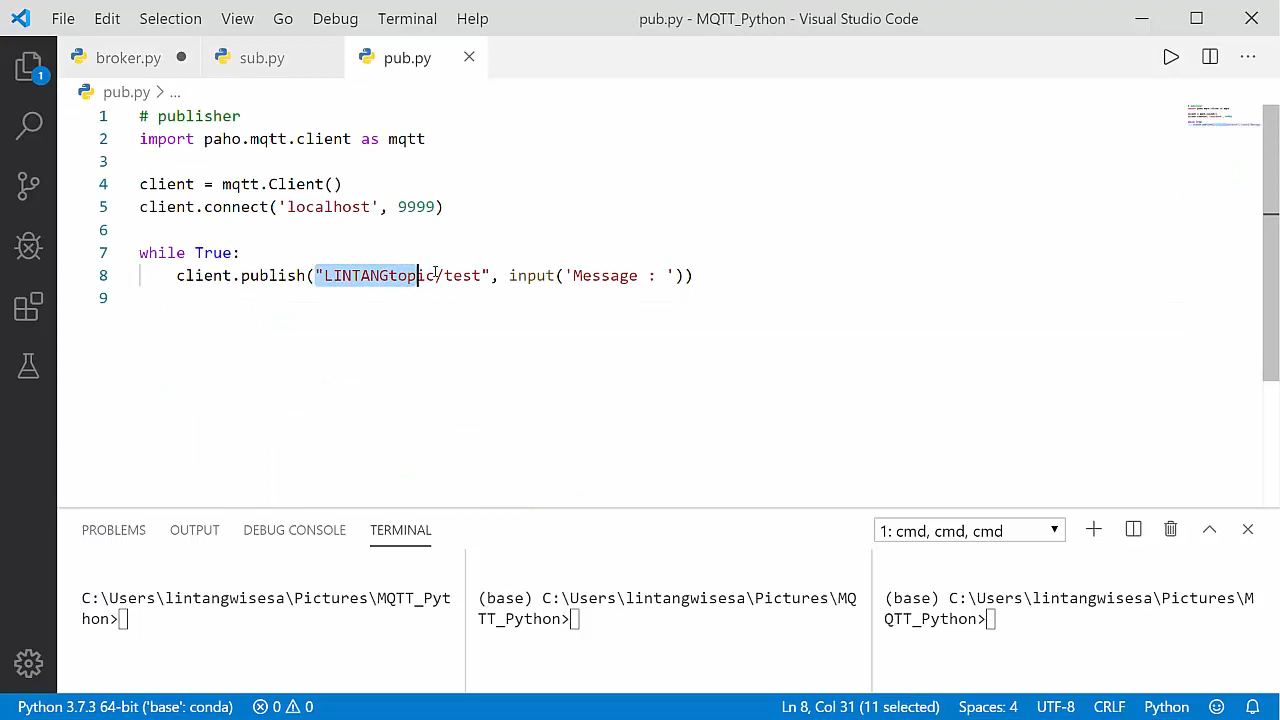 File Edit Selection View Go Debug Terminal Help pub.py - MQTT_Python - Visual Studio Code
broker.py sub.py pub.py
1
pub.py > ...
1 # publisher
2 import paho.mqtt.client as mqtt
3
4 client = mqtt.Client()
5 client.connect('localhost', 9999)
6
7 while True:
8 client.publish("LINTANGtopic/test", input('Message : '))
9
PROBLEMS OUTPUT DEBUG CONSOLE TERMINAL 1: cmd, cmd, cmd
C:\Users\lintangwisesa\Pictures\MQTT_Pyt
hon>
(base) C:\Users\lintangwisesa\Pictures\MQ
TT_Python>
(base) C:\Users\lintangwisesa\Pictures\M
QTT_Python>
Python 3.7.3 64-bit ('base': conda) 0 0 Ln 8, Col 31 (11 selected) Spaces: 4 UTF-8 CRLF Python